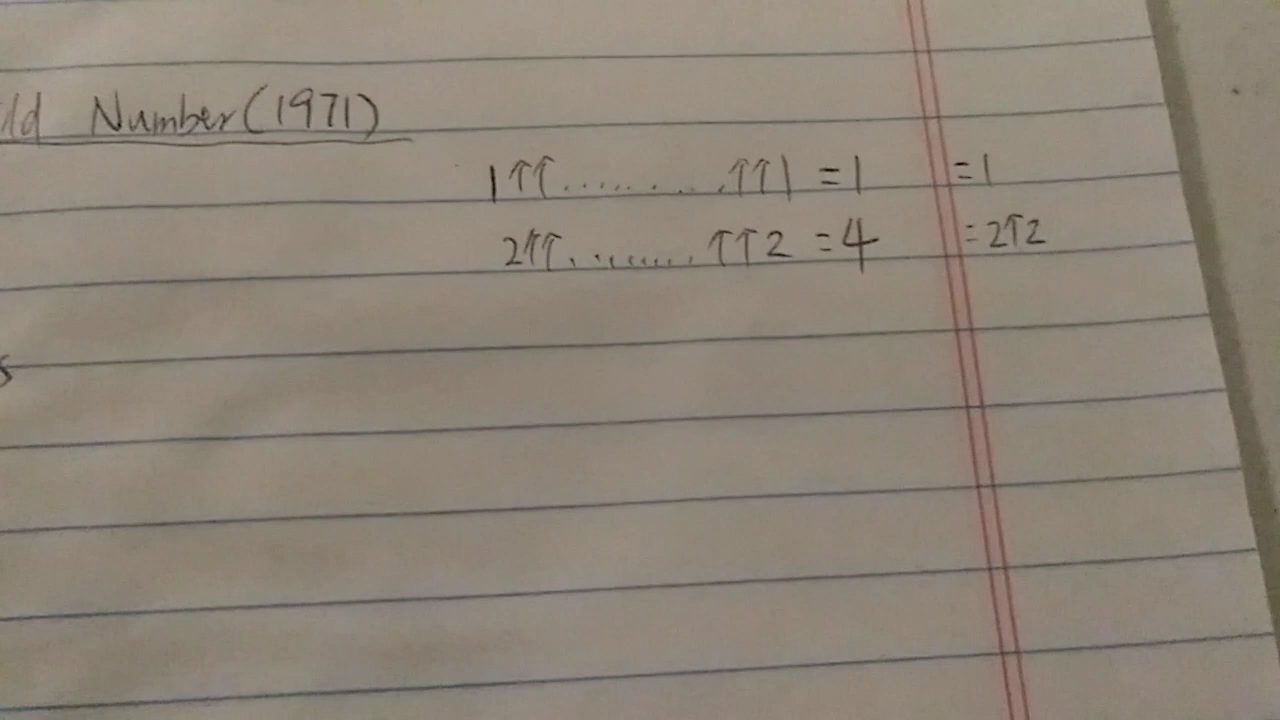 Number (1971)
1↑↑..........↑↑1 =1 =1
2↑↑.........↑↑2 =4 =2↑2